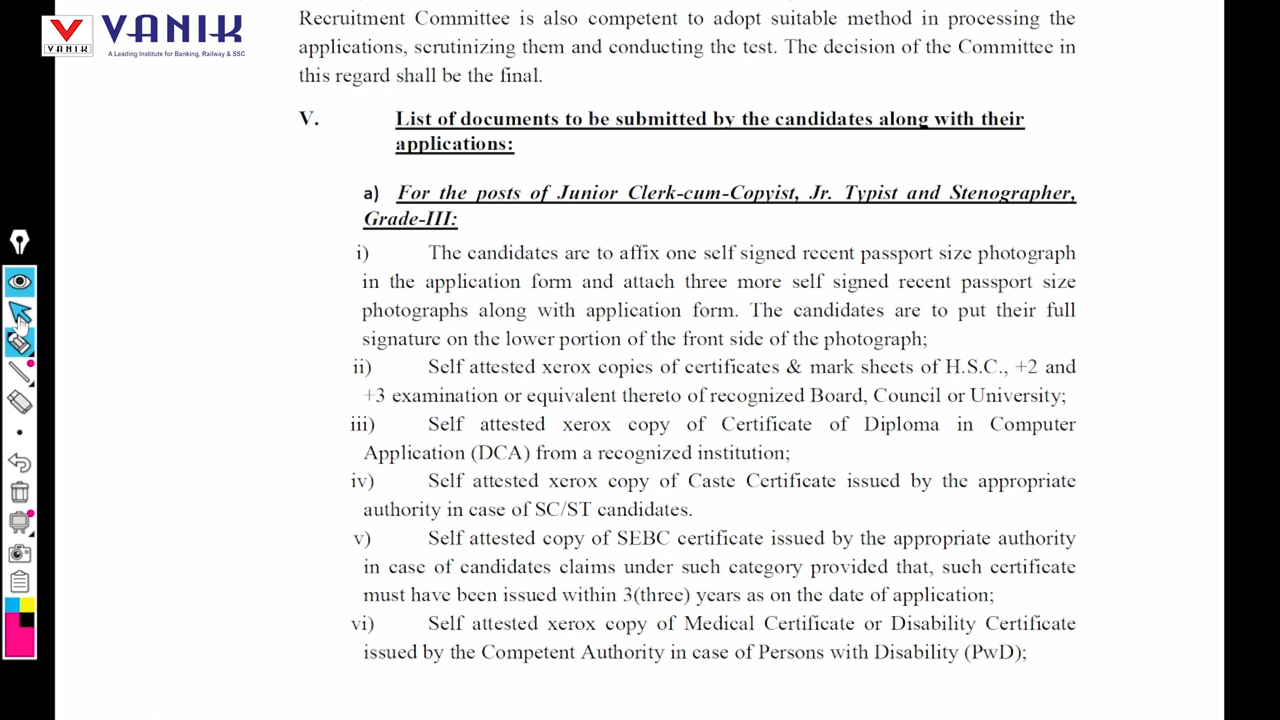 VANIK
VANIK
A Leading Institute for Banking, Railway & SSC
Recruitment Committee is also competent to adopt suitable method in processing the
applications, scrutinizing them and conducting the test. The decision of the Committee in
this regard shall be the final.
V. List of documents to be submitted by the candidates along with their
applications:
a) For the posts of Junior Clerk-cum-Copyist, Jr. Typist and Stenographer,
Grade-III:
i) The candidates are to affix one self signed recent passport size photograph
in the application form and attach three more self signed recent passport size
photographs along with application form. The candidates are to put their full
signature on the lower portion of the front side of the photograph;
ii) Self attested xerox copies of certificates & mark sheets of H.S.C., +2 and
+3 examination or equivalent thereto of recognized Board, Council or University;
iii) Self attested xerox copy of Certificate of Diploma in Computer
Application (DCA) from a recognized institution;
iv) Self attested xerox copy of Caste Certificate issued by the appropriate
authority in case of SC/ST candidates.
v) Self attested copy of SEBC certificate issued by the appropriate authority
in case of candidates claims under such category provided that, such certificate
must have been issued within 3(three) years as on the date of application;
vi) Self attested xerox copy of Medical Certificate or Disability Certificate
issued by the Competent Authority in case of Persons with Disability (PwD);